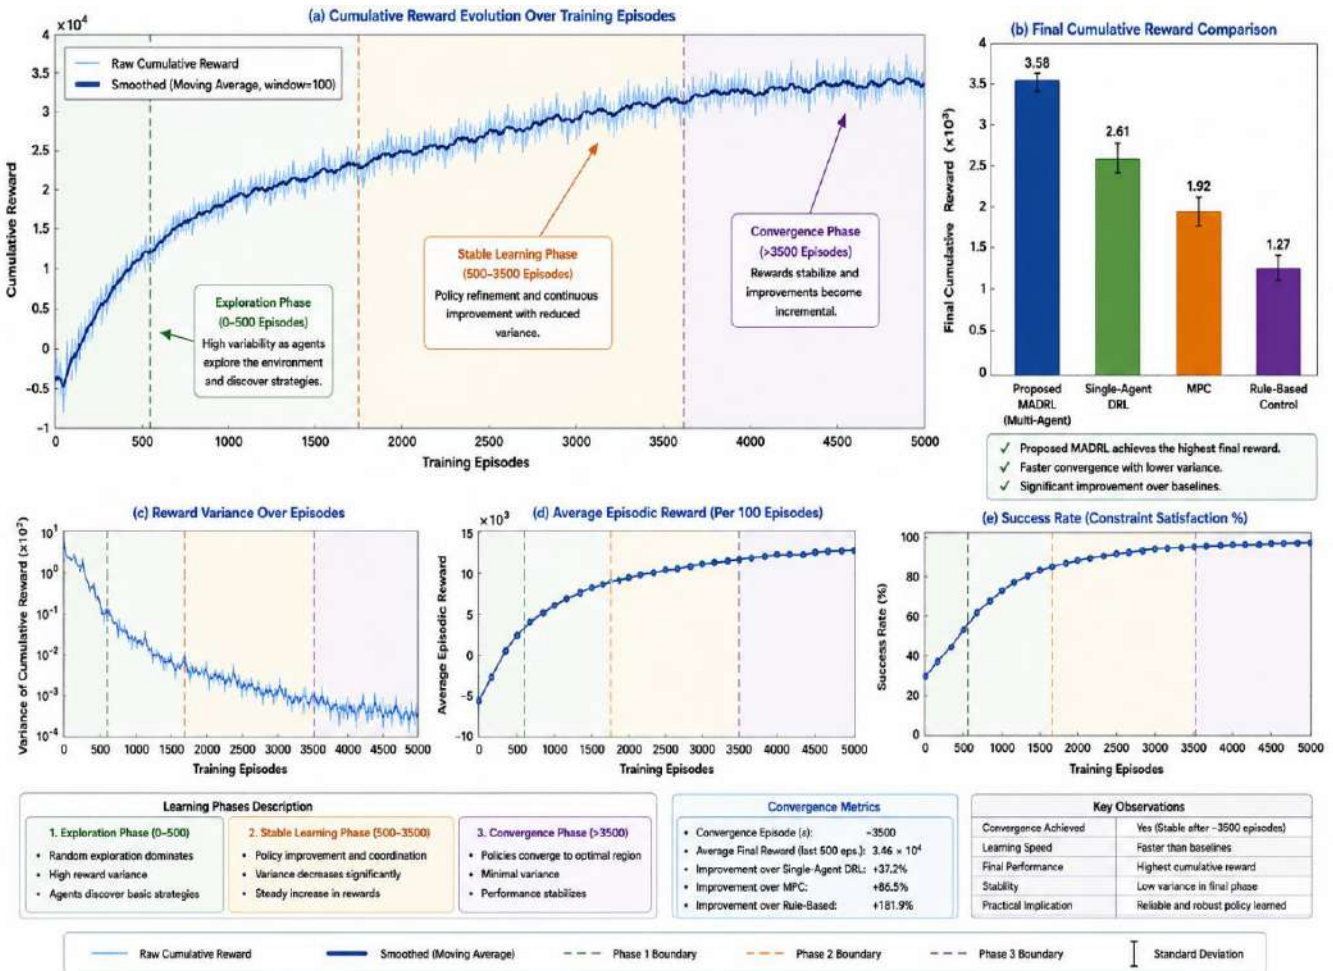 (a) Cumulative Reward Evolution Over Training Episodes
×10⁴
4
3.5
3
2.5
2
1.5
1
0.5
0
-0.5
-1
Cumulative Reward
Raw Cumulative Reward
Smoothed (Moving Average, window=100)
Exploration Phase
(0–500 Episodes)
High variability as agents
explore the environment
and discover strategies.
Stable Learning Phase
(500–3500 Episodes)
Policy refinement and continuous
improvement with reduced
variance.
Convergence Phase
(>3500 Episodes)
Rewards stabilize and
improvements become
incremental.
0 500 1000 1500 2000 2500 3000 3500 4000 4500 5000
Training Episodes
(b) Final Cumulative Reward Comparison
Final Cumulative Reward (×10³)
4
3.5
3
2.5
2
1.5
1
0.5
0
3.58
2.61
1.92
1.27
Proposed
MADRL
(Multi-Agent)
Single-Agent
DRL
MPC
Rule-Based
Control
✓ Proposed MADRL achieves the highest final reward.
✓ Faster convergence with lower variance.
✓ Significant improvement over baselines.
(c) Reward Variance Over Episodes
Variance of Cumulative Reward (×10²)
10¹
10⁰
10⁻¹
10⁻²
10⁻³
10⁻⁴
0 500 1000 1500 2000 2500 3000 3500 4000 4500 5000
Training Episodes
(d) Average Episodic Reward (Per 100 Episodes)
×10³
Average Episodic Reward
15
10
5
0
-5
-10
0 500 1000 1500 2000 2500 3000 3500 4000 4500 5000
Training Episodes
(e) Success Rate (Constraint Satisfaction %)
Success Rate (%)
100
80
60
40
20
0
0 500 1000 1500 2000 2500 3000 3500 4000 4500 5000
Training Episodes
Learning Phases Description
1. Exploration Phase (0–500)
• Random exploration dominates
• High reward variance
• Agents discover basic strategies
2. Stable Learning Phase (500–3500)
• Policy improvement and coordination
• Variance decreases significantly
• Steady increase in rewards
3. Convergence Phase (>3500)
• Policies converge to optimal region
• Minimal variance
• Performance stabilizes
Convergence Metrics
• Convergence Episode (ε): ~3500
• Average Final Reward (last 500 eps.): 3.46 × 10⁴
• Improvement over Single-Agent DRL: +37.2%
• Improvement over MPC: +86.5%
• Improvement over Rule-Based: +181.9%
Key Observations
Convergence Achieved Yes (Stable after ~3500 episodes)
Learning Speed Faster than baselines
Final Performance Highest cumulative reward
Stability Low variance in final phase
Practical Implication Reliable and robust policy learned
Raw Cumulative Reward Smoothed (Moving Average) Phase 1 Boundary Phase 2 Boundary Phase 3 Boundary Standard Deviation